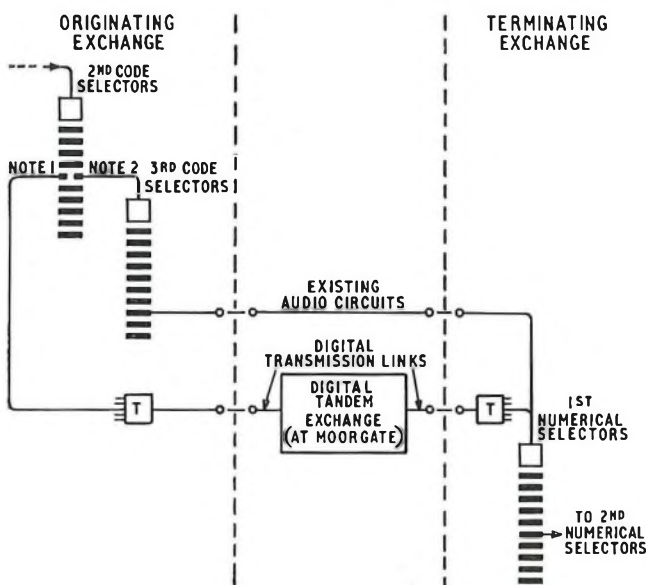 ORIGINATING
EXCHANGE
TERMINATING
EXCHANGE
2ND CODE
SELECTORS
NOTE 1
NOTE 2
3RD CODE
SELECTORS
EXISTING
AUDIO CIRCUITS
DIGITAL
TRANSMISSION LINKS
T
DIGITAL
TANDEM
EXCHANGE
(AT MOORGATE)
T
1ST
NUMERICAL
SELECTORS
TO 2ND
NUMERICAL
SELECTORS